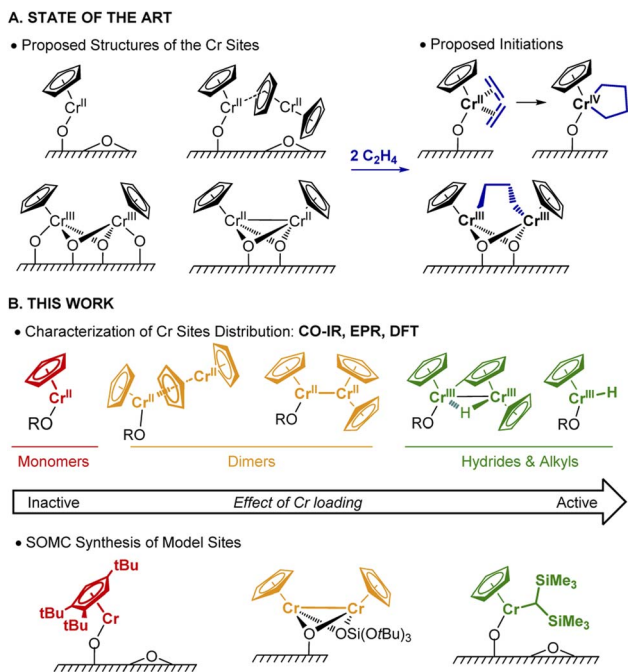 A. STATE OF THE ART
• Proposed Structures of the Cr Sites
• Proposed Initiations
Cr^II
O
O
Cr^II
Cr^II
O
O
2 C₂H₄
Cr^II
O
Cr^IV
O
Cr^III
Cr^III
O
O
O
O
Cr^II
Cr^II
O
O
Cr^III
Cr^III
O
O
B. THIS WORK
• Characterization of Cr Sites Distribution: CO-IR, EPR, DFT
Cr^II
RO
Cr^II
Cr^II
RO
Cr^II
Cr^II
RO
Cr^III
Cr^III
H
RO
Cr^III
H
RO
Monomers
Dimers
Hydrides & Alkyls
Inactive
Effect of Cr loading
Active
• SOMC Synthesis of Model Sites
tBu
tBu
tBu
Cr
O
O
Cr
Cr
O
OSi(OtBu)₃
SiMe₃
Cr
SiMe₃
O
O